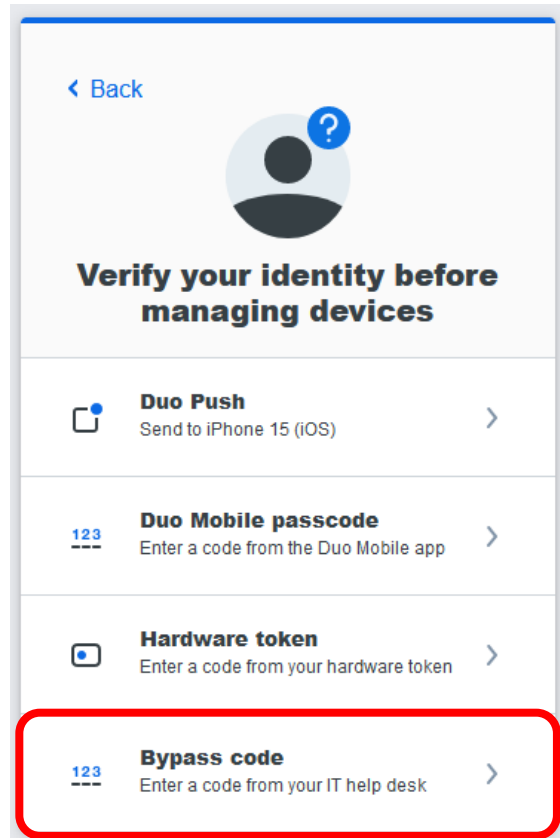 Back
?
Verify your identity before
managing devices
Duo Push
Send to iPhone 15 (iOS)
123
Duo Mobile passcode
Enter a code from the Duo Mobile app
Hardware token
Enter a code from your hardware token
123
Bypass code
Enter a code from your IT help desk